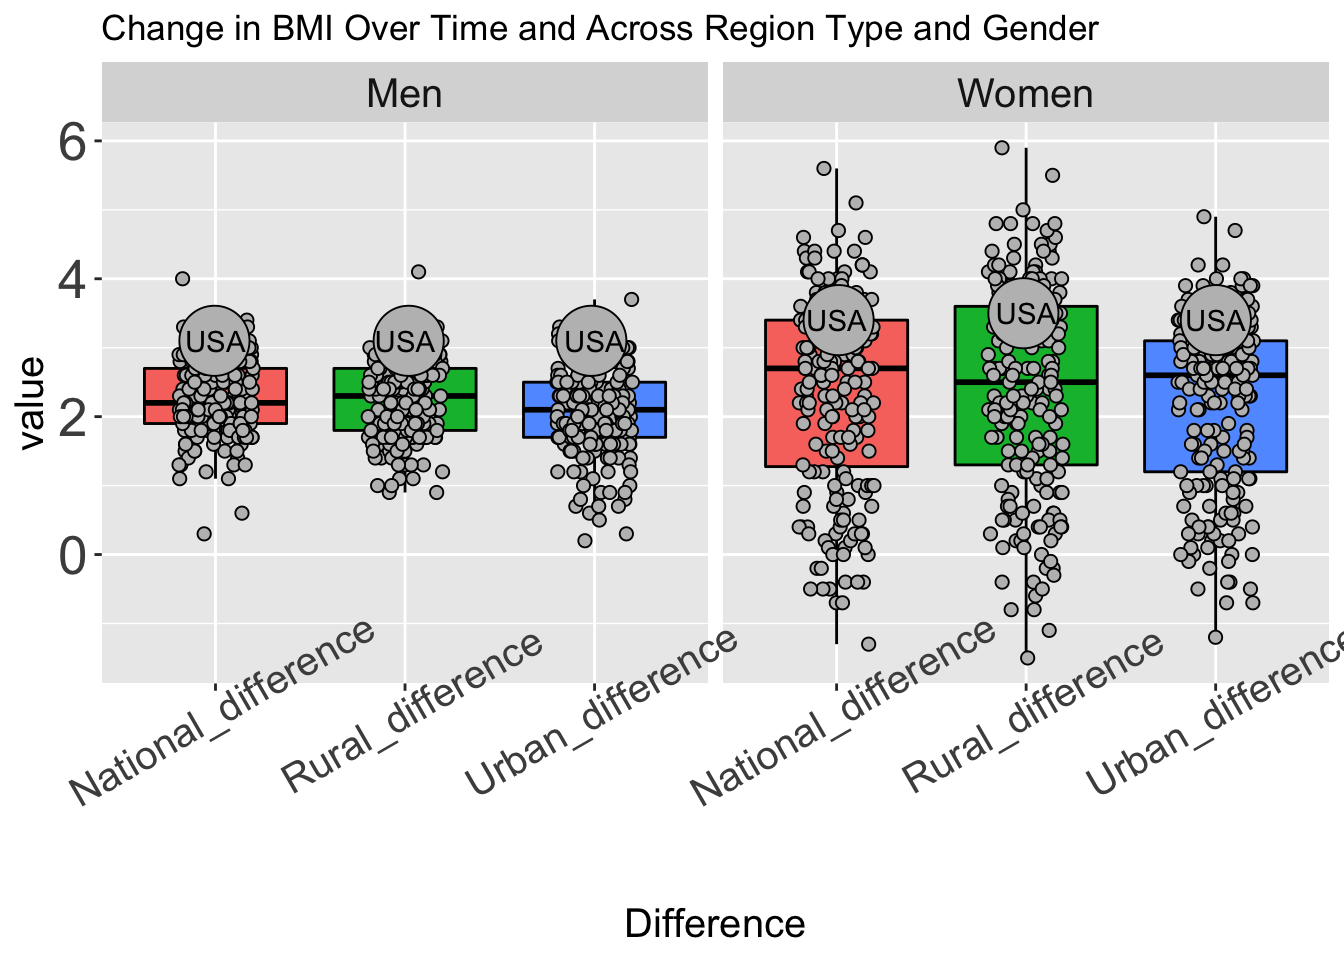 Change in BMI Over Time and Across Region Type and Gender
Men
Women
value
6
4
2
0
USA
USA
USA
USA
USA
USA
National_difference
Rural_difference
Urban_difference
National_difference
Rural_difference
Urban_difference
Difference